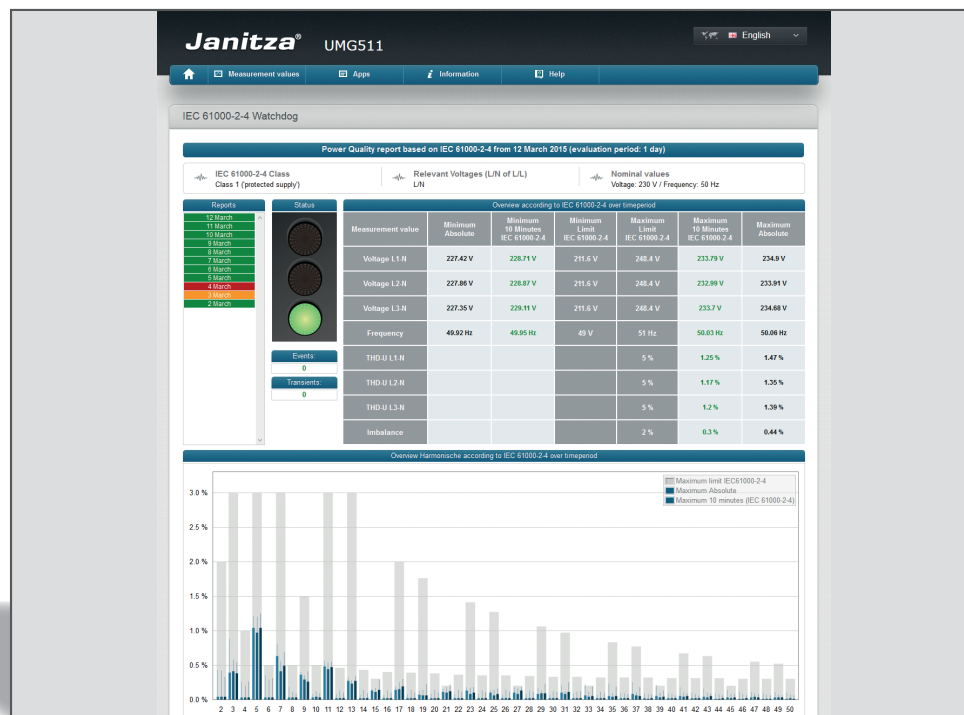 Janitza® UMG511
English
Measurement values Apps Information Help
IEC 61000-2-4 Watchdog
Power Quality report based on IEC 61000-2-4 from 12 March 2015 (evaluation period: 1 day)
IEC 61000-2-4 Class
Class 1 ('protected supply')
Relevant Voltages (L/N of L/L)
L/N
Nominal values
Voltage: 230 V / Frequency: 50 Hz
Reports
12 March
11 March
10 March
9 March
8 March
7 March
6 March
5 March
4 March
3 March
2 March
Status
Events:
0
Transients:
0
Overview according to IEC 61000-2-4 over timeperiod
Measurement value Minimum Absolute Minimum 10 Minutes IEC 61000-2-4 Minimum Limit IEC 61000-2-4 Maximum Limit IEC 61000-2-4 Maximum 10 Minutes IEC 61000-2-4 Maximum Absolute
Voltage L1-N 227.42 V 228.71 V 211.6 V 248.4 V 233.79 V 234.9 V
Voltage L2-N 227.86 V 228.87 V 211.6 V 248.4 V 232.99 V 233.91 V
Voltage L3-N 227.35 V 229.11 V 211.6 V 248.4 V 233.7 V 234.68 V
Frequency 49.92 Hz 49.95 Hz 49 V 51 Hz 50.03 Hz 50.06 Hz
THD-U L1-N 5 % 1.25 % 1.47 %
THD-U L2-N 5 % 1.17 % 1.35 %
THD-U L3-N 5 % 1.2 % 1.39 %
Imbalance 2 % 0.3 % 0.44 %
Overview Harmonische according to IEC 61000-2-4 over timeperiod
Maximum limit IEC61000-2-4
Maximum Absolute
Maximum 10 minutes (IEC 61000-2-4)
3.0 %
2.5 %
2.0 %
1.5 %
1.0 %
0.5 %
0.0 %
2 3 4 5 6 7 8 9 10 11 12 13 14 15 16 17 18 19 20 21 22 23 24 25 26 27 28 29 30 31 32 33 34 35 36 37 38 39 40 41 42 43 44 45 46 47 48 49 50